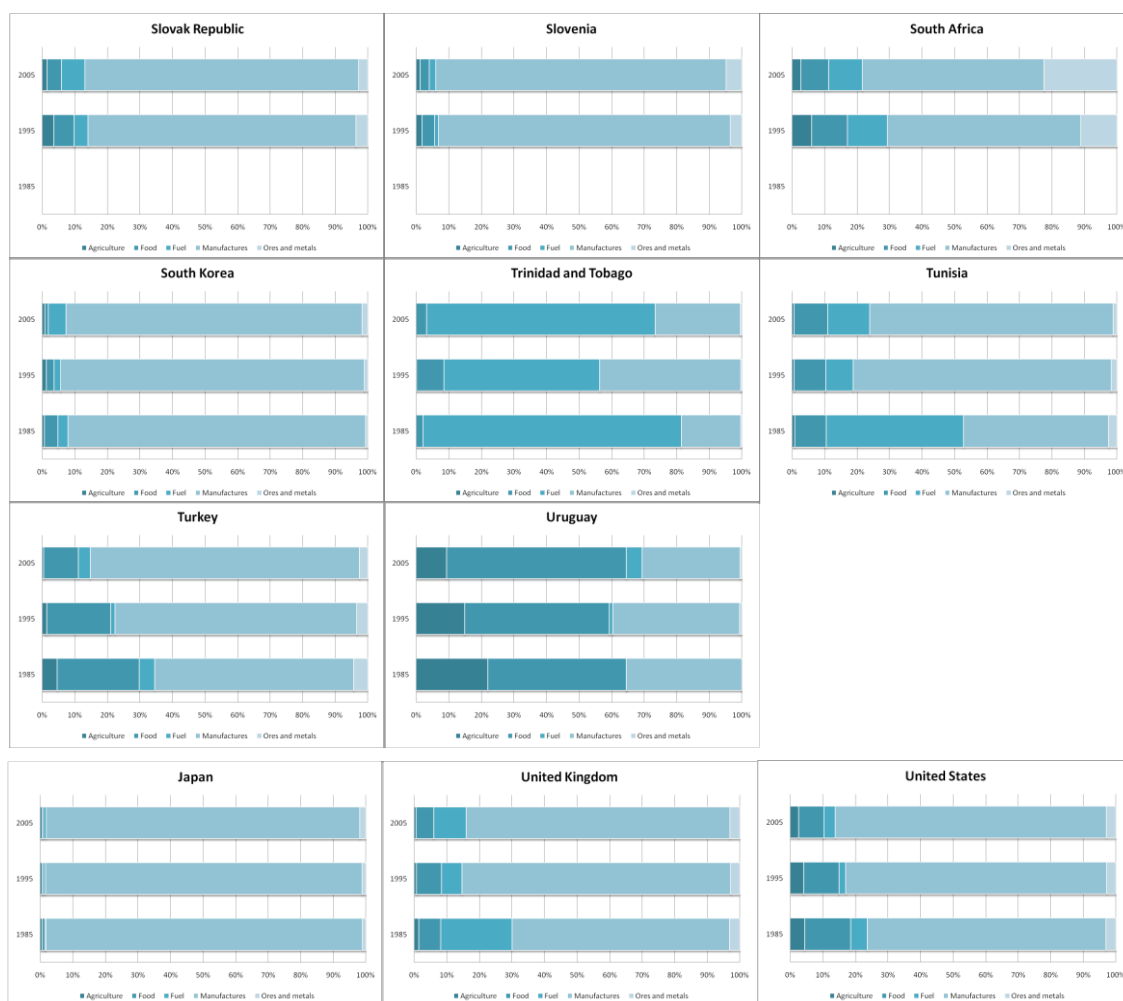 Slovak Republic
2005
1995
1985
0% 10% 20% 30% 40% 50% 60% 70% 80% 90% 100%
Agriculture Food Fuel Manufactures Ores and metals
Slovenia
2005
1995
1985
0% 10% 20% 30% 40% 50% 60% 70% 80% 90% 100%
Agriculture Food Fuel Manufactures Ores and metals
South Africa
2005
1995
1985
0% 10% 20% 30% 40% 50% 60% 70% 80% 90% 100%
Agriculture Food Fuel Manufactures Ores and metals
South Korea
2005
1995
1985
0% 10% 20% 30% 40% 50% 60% 70% 80% 90% 100%
Agriculture Food Fuel Manufactures Ores and metals
Trinidad and Tobago
2005
1995
1985
0% 10% 20% 30% 40% 50% 60% 70% 80% 90% 100%
Agriculture Food Fuel Manufactures Ores and metals
Tunisia
2005
1995
1985
0% 10% 20% 30% 40% 50% 60% 70% 80% 90% 100%
Agriculture Food Fuel Manufactures Ores and metals
Turkey
2005
1995
1985
0% 10% 20% 30% 40% 50% 60% 70% 80% 90% 100%
Agriculture Food Fuel Manufactures Ores and metals
Uruguay
2005
1995
1985
0% 10% 20% 30% 40% 50% 60% 70% 80% 90% 100%
Agriculture Food Fuel Manufactures Ores and metals
Japan
2005
1995
1985
0% 10% 20% 30% 40% 50% 60% 70% 80% 90% 100%
Agriculture Food Fuel Manufactures Ores and metals
United Kingdom
2005
1995
1985
0% 10% 20% 30% 40% 50% 60% 70% 80% 90% 100%
Agriculture Food Fuel Manufactures Ores and metals
United States
2005
1995
1985
0% 10% 20% 30% 40% 50% 60% 70% 80% 90% 100%
Agriculture Food Fuel Manufactures Ores and metals